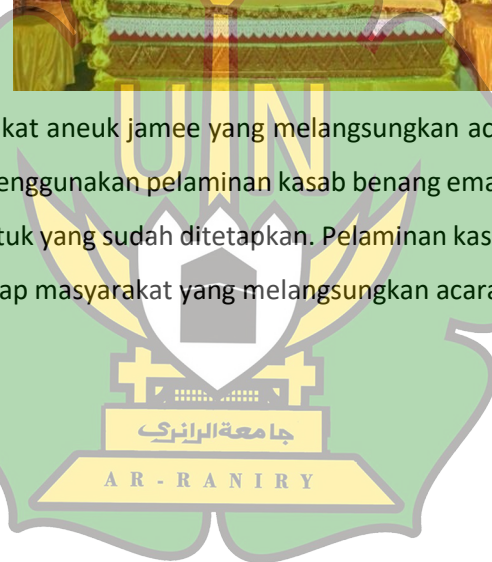 UIN
kat aneuk jamee yang melangsungkan ac
enggunakan pelaminan kasab benang ema
tuk yang sudah ditetapkan. Pelaminan kas
ap masyarakat yang melangsungkan acara
جامعةالرانري
AR-RANIRY